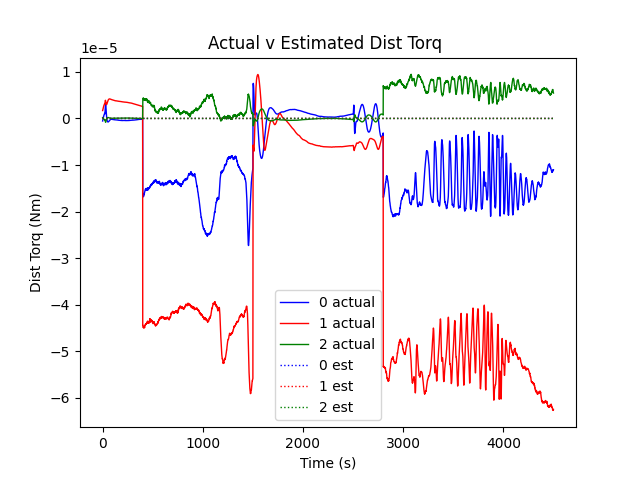 Actual v Estimated Dist Torq
1e−5
1
0
−1
−2
−3
−4
−5
−6
Dist Torq (Nm)
0 actual
1 actual
2 actual
0 est
1 est
2 est
0
1000
2000
3000
4000
Time (s)